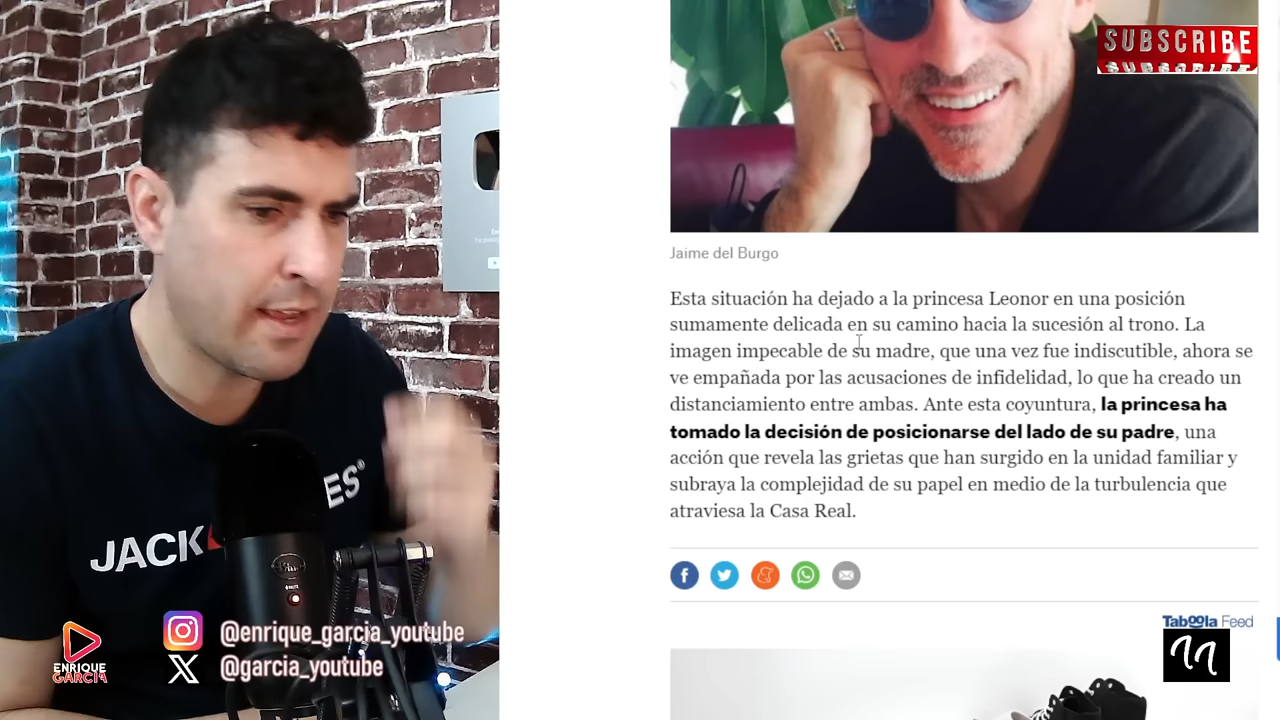 SUBSCRIBE
Jaime del Burgo
Esta situación ha dejado a la princesa Leonor en una posición
sumamente delicada en su camino hacia la sucesión al trono. La
imagen impecable de su madre, que una vez fue indiscutible, ahora se
ve empañada por las acusaciones de infidelidad, lo que ha creado un
distanciamiento entre ambas. Ante esta coyuntura, la princesa ha
tomado la decisión de posicionarse del lado de su padre, una
acción que revela las grietas que han surgido en la unidad familiar y
subraya la complejidad de su papel en medio de la turbulencia que
atraviesa la Casa Real.
Taboola Feed
JACK
ES®
@enrique_garcia_youtube
@garcia_youtube
ENRIQUE
GARCIA